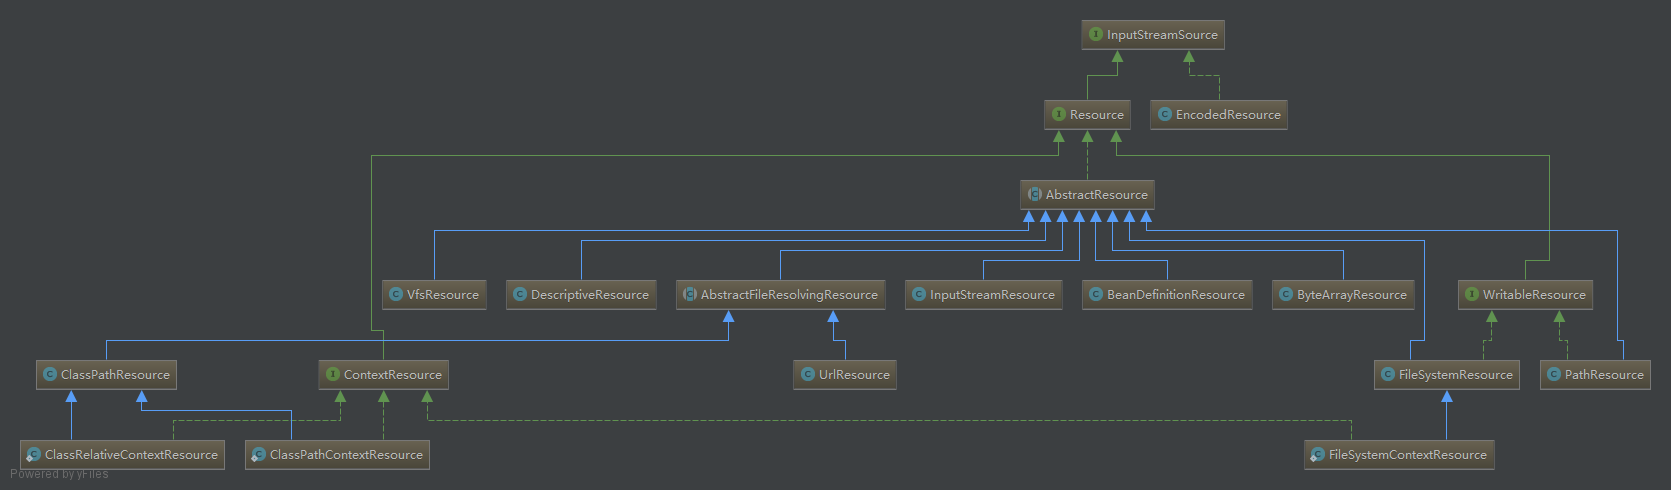 InputStreamSource
Resource
EncodedResource
AbstractResource
VfsResource
DescriptiveResource
AbstractFileResolvingResource
InputStreamResource
BeanDefinitionResource
ByteArrayResource
WritableResource
ClassPathResource
ContextResource
UrlResource
FileSystemResource
PathResource
ClassRelativeContextResource
ClassPathContextResource
FileSystemContextResource
Powered by yFiles